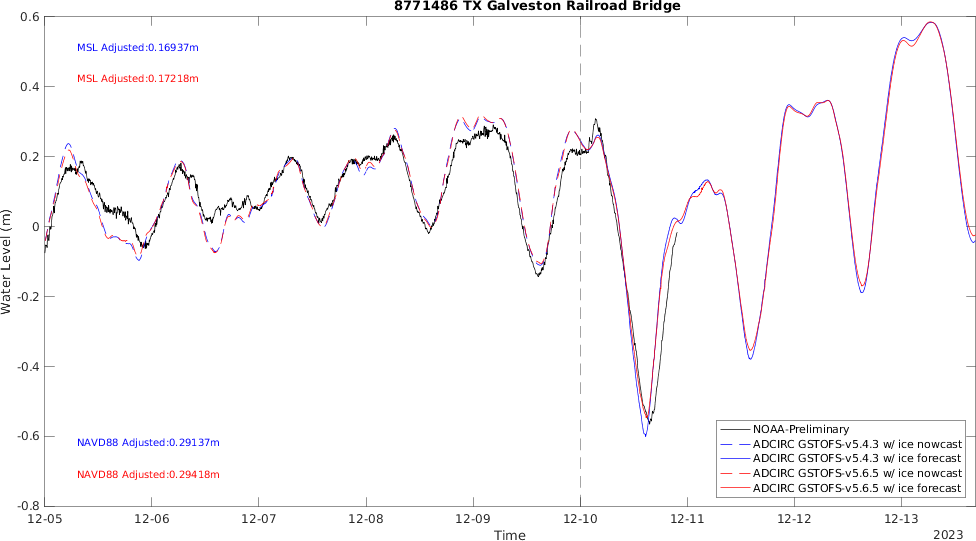 8771486 TX Galveston Railroad Bridge
MSL Adjusted:0.16937m
MSL Adjusted:0.17218m
NAVD88 Adjusted:0.29137m
NAVD88 Adjusted:0.29418m
Water Level (m)
0.6
0.4
0.2
0
-0.2
-0.4
-0.6
-0.8
NOAA-Preliminary
ADCIRC GSTOFS-v5.4.3 w/ ice nowcast
ADCIRC GSTOFS-v5.4.3 w/ ice forecast
ADCIRC GSTOFS-v5.6.5 w/ ice nowcast
ADCIRC GSTOFS-v5.6.5 w/ ice forecast
12-05 12-06 12-07 12-08 12-09 12-10 12-11 12-12 12-13
Time
2023